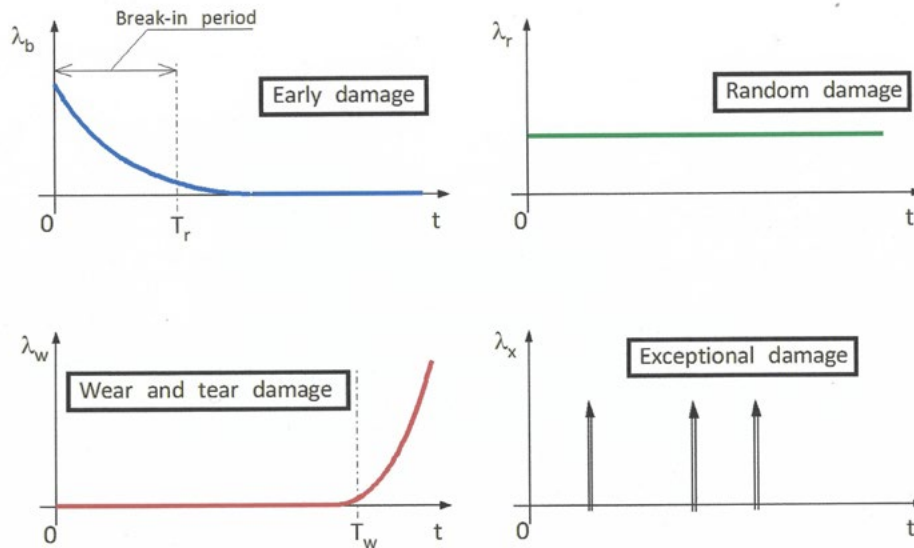 Break-in period
λb
Early damage
0
Tr
t
λr
Random damage
0
t
λw
Wear and tear damage
0
Tw
t
λx
Exceptional damage
0
t